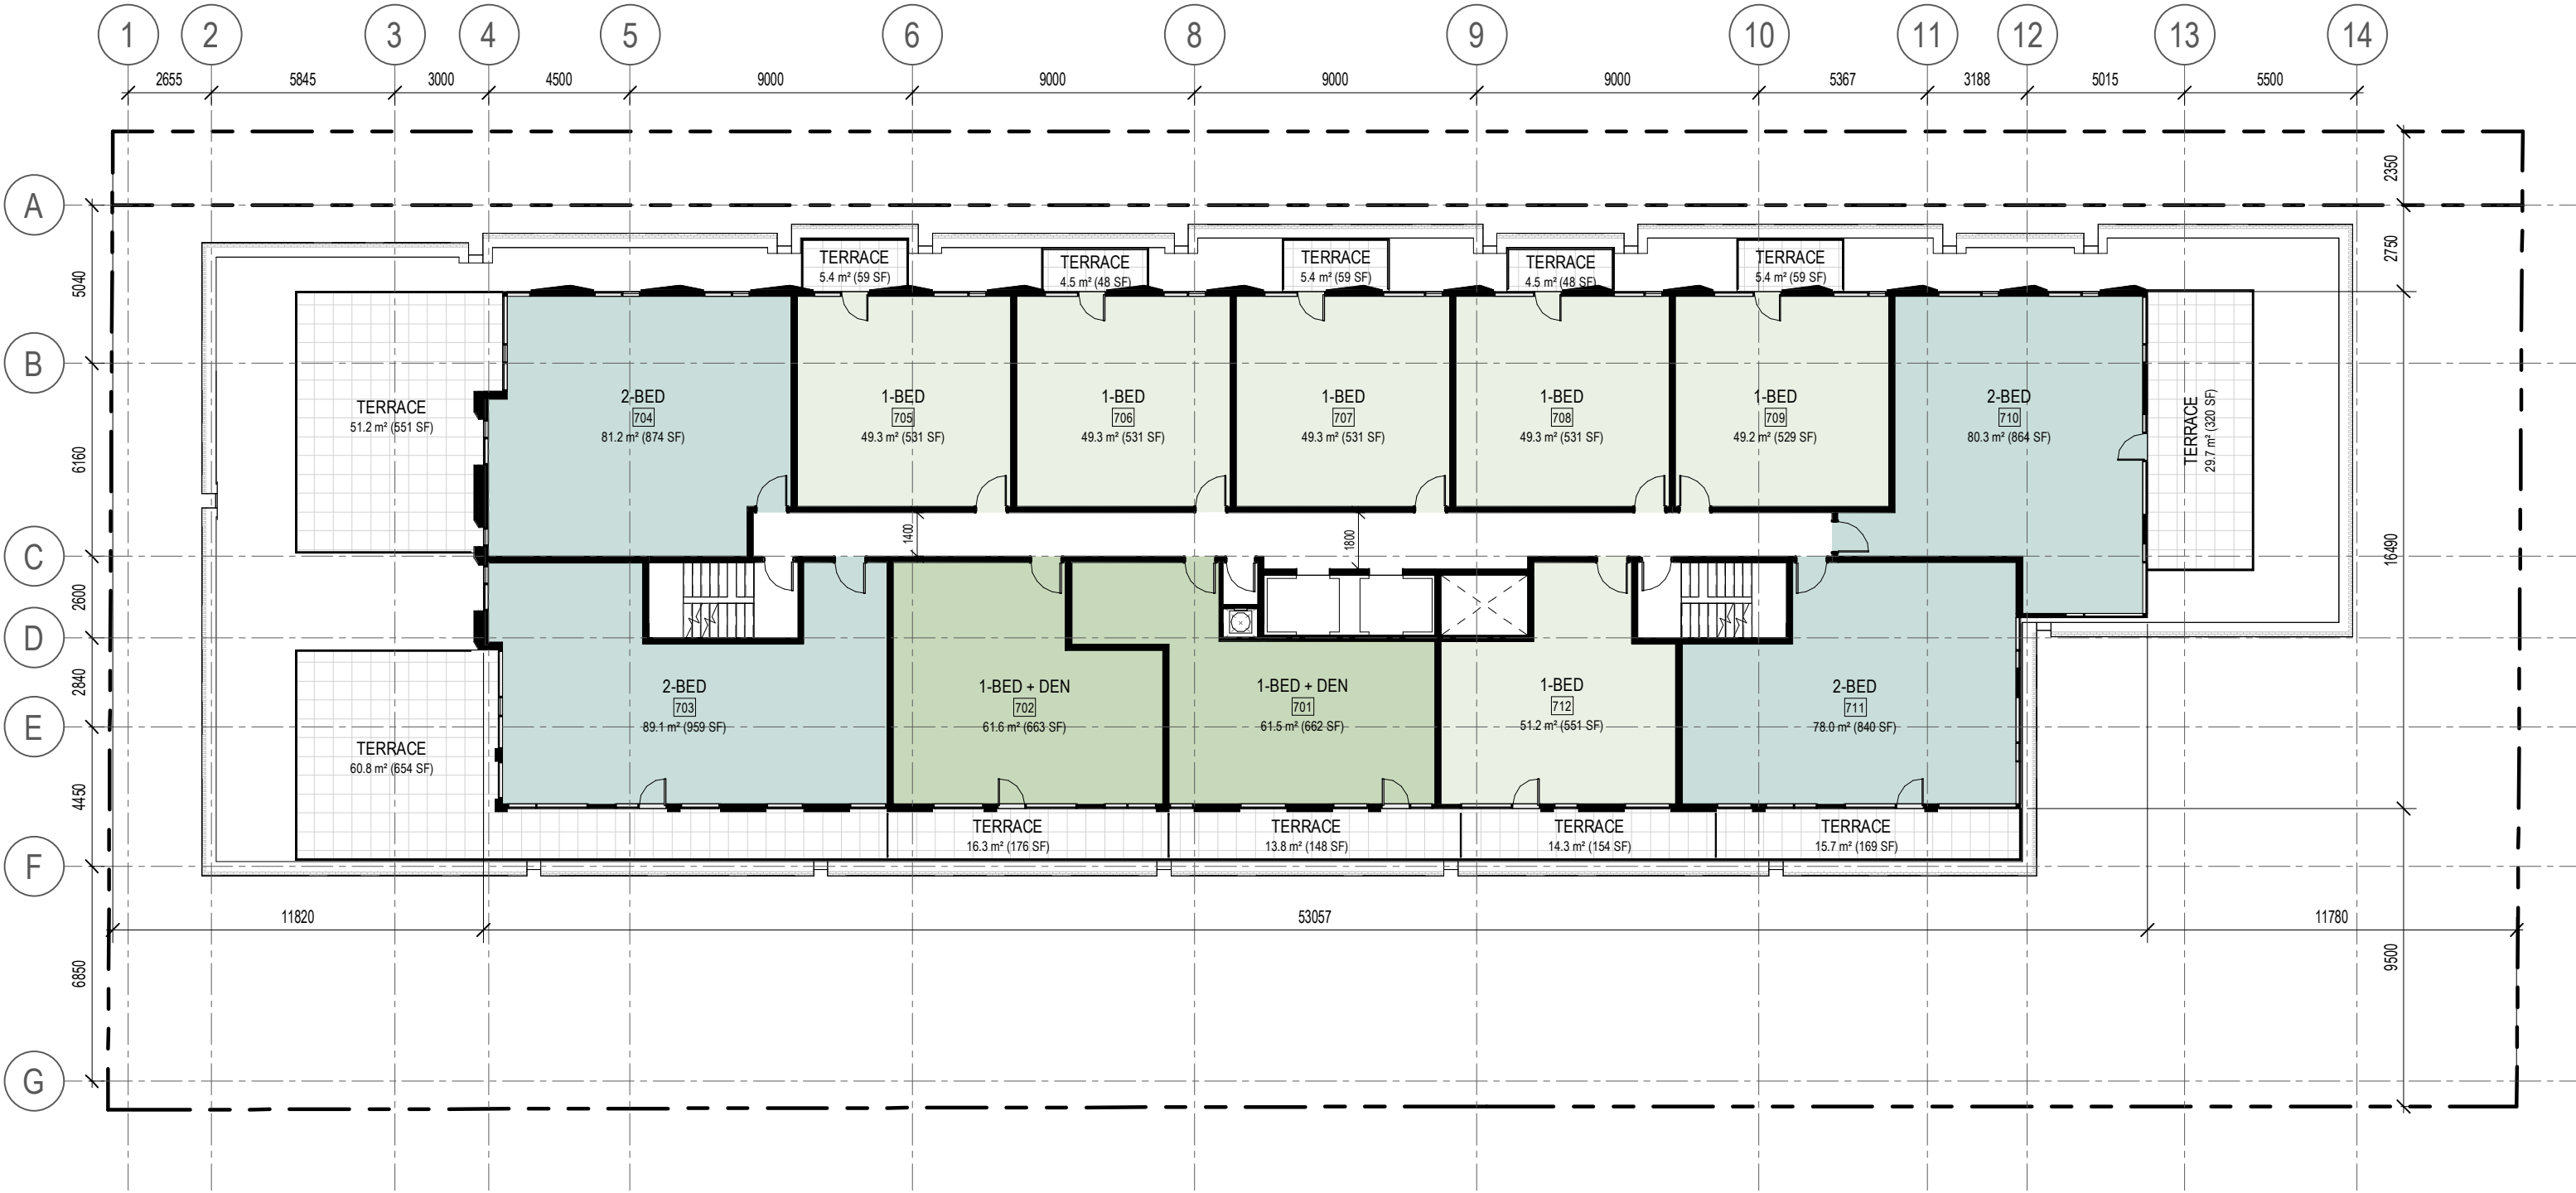 1 2 3 4 5 6 8 9 10 11 12 13 14
2655 5845 3000 4500 9000 9000 9000 9000 5367 3188 5015 5500
2350
A
2750
5040
TERRACE
5.4 m² (59 SF)
TERRACE
4.5 m² (48 SF)
TERRACE
5.4 m² (59 SF)
TERRACE
4.5 m² (48 SF)
TERRACE
5.4 m² (59 SF)
B
TERRACE
51.2 m² (551 SF)
2-BED
704
81.2 m² (874 SF)
1-BED
705
49.3 m² (531 SF)
1-BED
706
49.3 m² (531 SF)
1-BED
707
49.3 m² (531 SF)
1-BED
708
49.3 m² (531 SF)
1-BED
709
49.2 m² (529 SF)
2-BED
710
80.3 m² (864 SF)
TERRACE
29.7 m² (320 SF)
6160
1400
1800
16490
C
2600
D
2840
2-BED
703
89.1 m² (959 SF)
1-BED + DEN
702
61.6 m² (663 SF)
1-BED + DEN
701
61.5 m² (662 SF)
1-BED
712
51.2 m² (551 SF)
2-BED
711
78.0 m² (840 SF)
E
TERRACE
60.8 m² (654 SF)
4450
TERRACE
16.3 m² (176 SF)
TERRACE
13.8 m² (148 SF)
TERRACE
14.3 m² (154 SF)
TERRACE
15.7 m² (169 SF)
F
11820 53057 11780
6850
9500
G